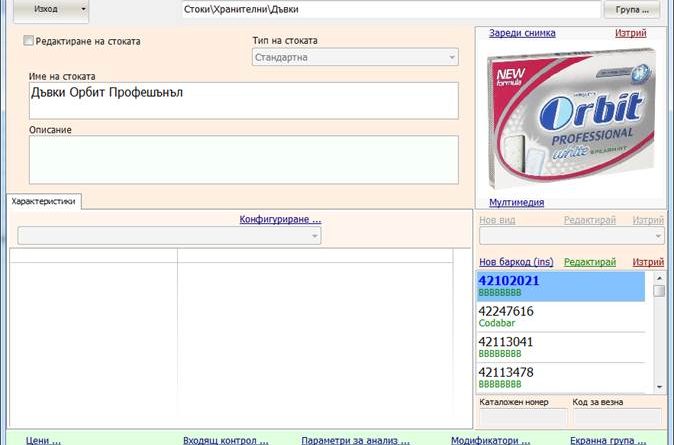 Изход
Стоки\Хранителни\Дъвки
Група ...
Редактиране на стоката
Тип на стоката
Стандартна
Име на стоката
Дъвки Орбит Профешънъл
Описание
Зареди снимка
Изтрий
NEW
formula
Orbit
PROFESSIONAL
white
SPEARMINT
Мултимедия
Характеристики
Конфигуриране ...
Нов вид
Редактирай
Изтрий
Нов баркод (ins)
Редактирай
Изтрий
42102021
BBBBBBBB
42247616
Codabar
42113041
BBBBBBBB
42113478
BBBBBBBB
Каталожен номер
Код за везна
Цени ...
Входящ контрол ...
Параметри за анализ ...
Модификатори ...
Екранна група ...